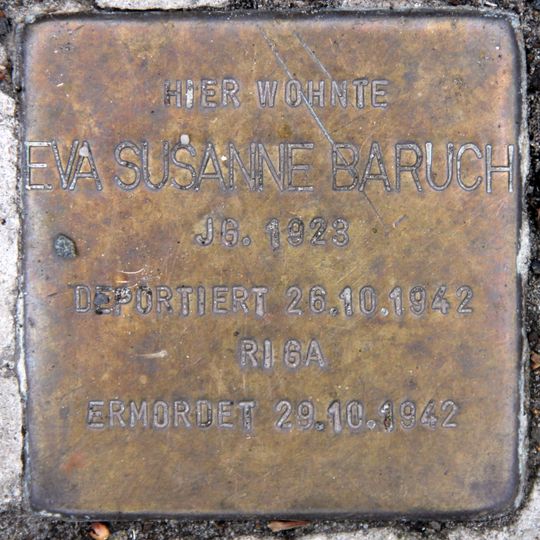 HIER WOHNTE
EVA SUSANNE BARUCH
JG. 1923
DEPORTIERT 26.10.1942
RIGA
ERMORDET 29.10.1942